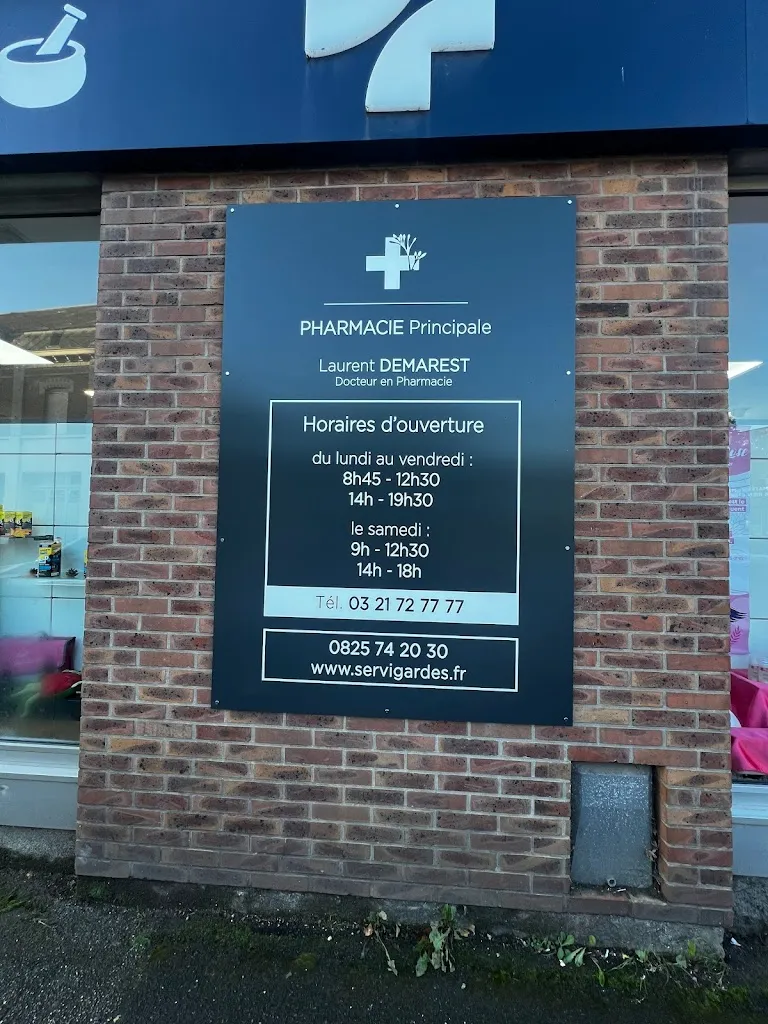 PHARMACIE Principale
Laurent DEMAREST
Docteur en Pharmacie
Horaires d'ouverture
du lundi au vendredi :
8h45 - 12h30
14h - 19h30
le samedi :
9h - 12h30
14h - 18h
Tél. 03 21 72 77 77
0825 74 20 30
www.servigardes.fr